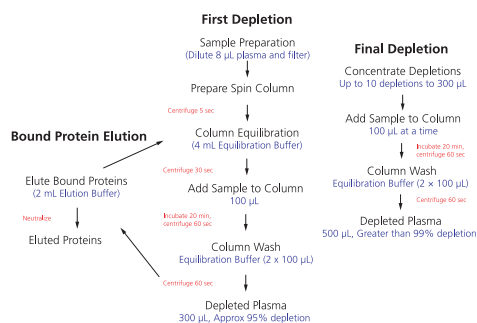 First Depletion
Sample Preparation
(Dilute 8 µL plasma and filter)
Prepare Spin Column
Centrifuge 5 sec
Column Equilibration
(4 mL Equilibration Buffer)
Centrifuge 30 sec
Add Sample to Column
100 µL
Incubate 20 min,
centrifuge 60 sec
Column Wash
Equilibration Buffer (2 x 100 µL)
Centrifuge 60 sec
Depleted Plasma
300 µL, Approx 95% depletion
Bound Protein Elution
Elute Bound Proteins
(2 mL Elution Buffer)
Neutralize
Eluted Proteins
Final Depletion
Concentrate Depletions
Up to 10 depletions to 300 µL
Add Sample to Column
100 µL at a time
Incubate 20 min,
centrifuge 60 sec
Column Wash
Equilibration Buffer (2 × 100 µL)
Centrifuge 60 sec
Depleted Plasma
500 µL, Greater than 99% depletion